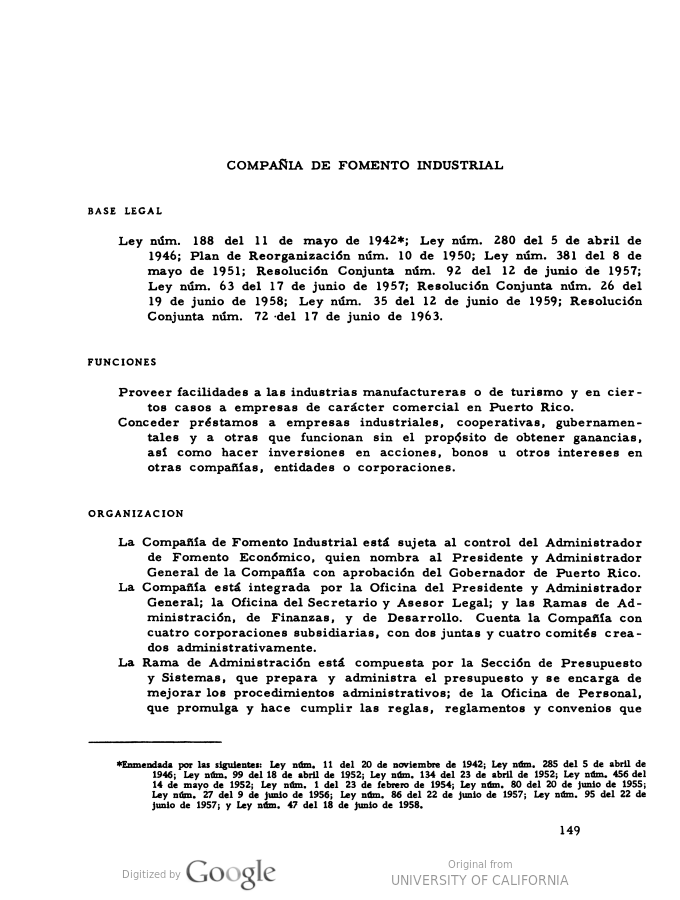 COMPAÑIA DE FOMENTO INDUSTRIAL
BASE LEGAL
Ley núm. 188 del 11 de mayo de 1942*; Ley núm. 280 del 5 de abril de
1946; Plan de Reorganización núm. 10 de 1950; Ley núm. 381 del 8 de
mayo de 1951; Resolución Conjunta núm. 92 del 12 de junio de 1957;
Ley núm. 63 del 17 de junio de 1957; Resolución Conjunta núm. 26 del
19 de junio de 1958; Ley núm. 35 del 12 de junio de 1959; Resolución
Conjunta núm. 72 del 17 de junio de 1963.
FUNCIONES
Proveer facilidades a las industrias manufactureras o de turismo y en cier-
tos casos a empresas de carácter comercial en Puerto Rico.
Conceder préstamos a empresas industriales, cooperativas, gubernamen-
tales y a otras que funcionan sin el propósito de obtener ganancias,
así como hacer inversiones en acciones, bonos u otros intereses en
otras compañías, entidades o corporaciones.
ORGANIZACION
La Compañía de Fomento Industrial está sujeta al control del Administrador
de Fomento Económico, quien nombra al Presidente y Administrador
General de la Compañía con aprobación del Gobernador de Puerto Rico.
La Compañía está integrada por la Oficina del Presidente y Administrador
General; la Oficina del Secretario y Asesor Legal; y las Ramas de Ad-
ministración, de Finanzas, y de Desarrollo. Cuenta la Compañía con
cuatro corporaciones subsidiarias, con dos juntas y cuatro comités crea-
dos administrativamente.
La Rama de Administración está compuesta por la Sección de Presupuesto
y Sistemas, que prepara y administra el presupuesto y se encarga de
mejorar los procedimientos administrativos; de la Oficina de Personal,
que promulga y hace cumplir las reglas, reglamentos y convenios que
*Enmendada por las siguientes: Ley núm. 11 del 20 de noviembre de 1942; Ley núm. 285 del 5 de abril de
1946; Ley núm. 99 del 18 de abril de 1952; Ley núm. 134 del 23 de abril de 1952; Ley núm. 456 del
14 de mayo de 1952; Ley núm. 1 del 23 de febrero de 1954; Ley núm. 80 del 20 de junio de 1955;
Ley núm. 27 del 9 de junio de 1956; Ley núm. 86 del 22 de junio de 1957; Ley núm. 95 del 22 de
junio de 1957; y Ley núm. 47 del 18 de junio de 1958.
149
Digitized by Google
Original from
UNIVERSITY OF CALIFORNIA